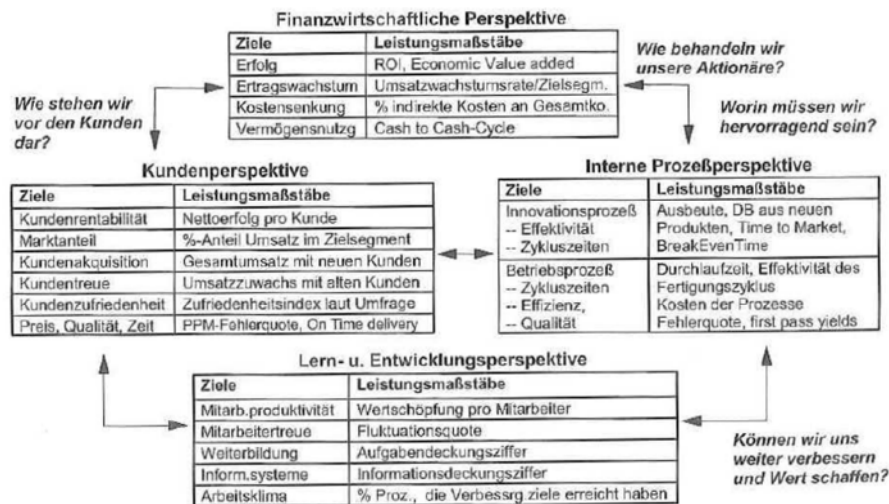 Finanzwirtschaftliche Perspektive
Ziele Leistungsmaßstäbe
Erfolg ROI, Economic Value added
Ertragswachstum Umsatzwachstumsrate/Zielsegm.
Kostensenkung % indirekte Kosten an Gesamtko.
Vermögensnutzg Cash to Cash-Cycle
Wie behandeln wir
unsere Aktionäre?
Wie stehen wir
vor den Kunden
dar?
Worin müssen wir
hervorragend sein?
Kundenperspektive
Ziele Leistungsmaßstäbe
Kundenrentabilität Nettoerfolg pro Kunde
Marktanteil %-Anteil Umsatz im Zielsegment
Kundenakquisition Gesamtumsatz mit neuen Kunden
Kundentreue Umsatzzuwachs mit alten Kunden
Kundenzufriedenheit Zufriedenheitsindex laut Umfrage
Preis, Qualität, Zeit PPM-Fehlerquote, On Time delivery
Interne Prozeßperspektive
Ziele Leistungsmaßstäbe
Innovationsprozeß Ausbeute, DB aus neuen
-- Effektivität Produkten, Time to Market,
-- Zykluszeiten BreakEvenTime
Betriebsprozeß Durchlaufzeit, Effektivität des
-- Zykluszeiten Fertigungszyklus
-- Effizienz, Kosten der Prozesse
-- Qualität Fehlerquote, first pass yields
Lern- u. Entwicklungsperspektive
Ziele Leistungsmaßstäbe
Mitarb.produktivität Wertschöpfung pro Mitarbeiter
Mitarbeitertreue Fluktuationsquote
Weiterbildung Aufgabendeckungsziffer
Inform.systeme Informationsdeckungsziffer
Arbeitsklima % Proz., die Verbessrg ziele erreicht haben
Können wir uns
weiter verbessern
und Wert schaffen?